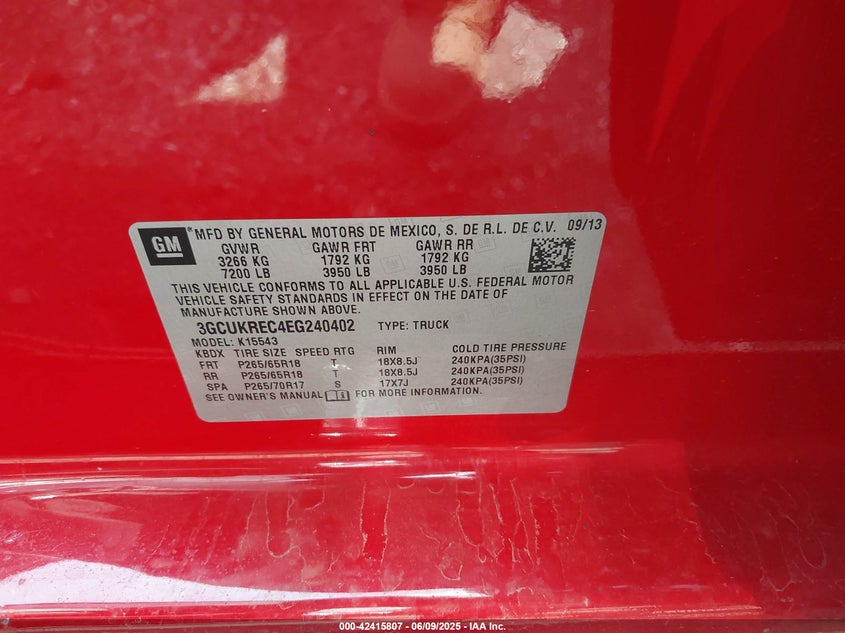 GM
*MFD BY GENERAL MOTORS DE MEXICO, S. DE R.L. DE C.V. 09/13
GVWR GAWR FRT GAWR RR
3266 KG 1792 KG 1792 KG
7200 LB 3950 LB 3950 LB
THIS VEHICLE CONFORMS TO ALL APPLICABLE U.S. FEDERAL MOTOR
VEHICLE SAFETY STANDARDS IN EFFECT ON THE DATE OF
MANUFACTURE SHOWN ABOVE.
3GCUKREC4EG240402 TYPE: TRUCK
MODEL: K15543
KBDX TIRE SIZE SPEED RTG RIM COLD TIRE PRESSURE
FRT P265/65R18 T 18X8.5J 240KPA(35PSI)
RR P265/65R18 T 18X8.5J 240KPA(35PSI)
SPA P265/70R17 S 17X7J 240KPA(35PSI)
SEE OWNER'S MANUAL FOR MORE INFORMATION.
000-42415807 - 06/09/2025 - IAA Inc.